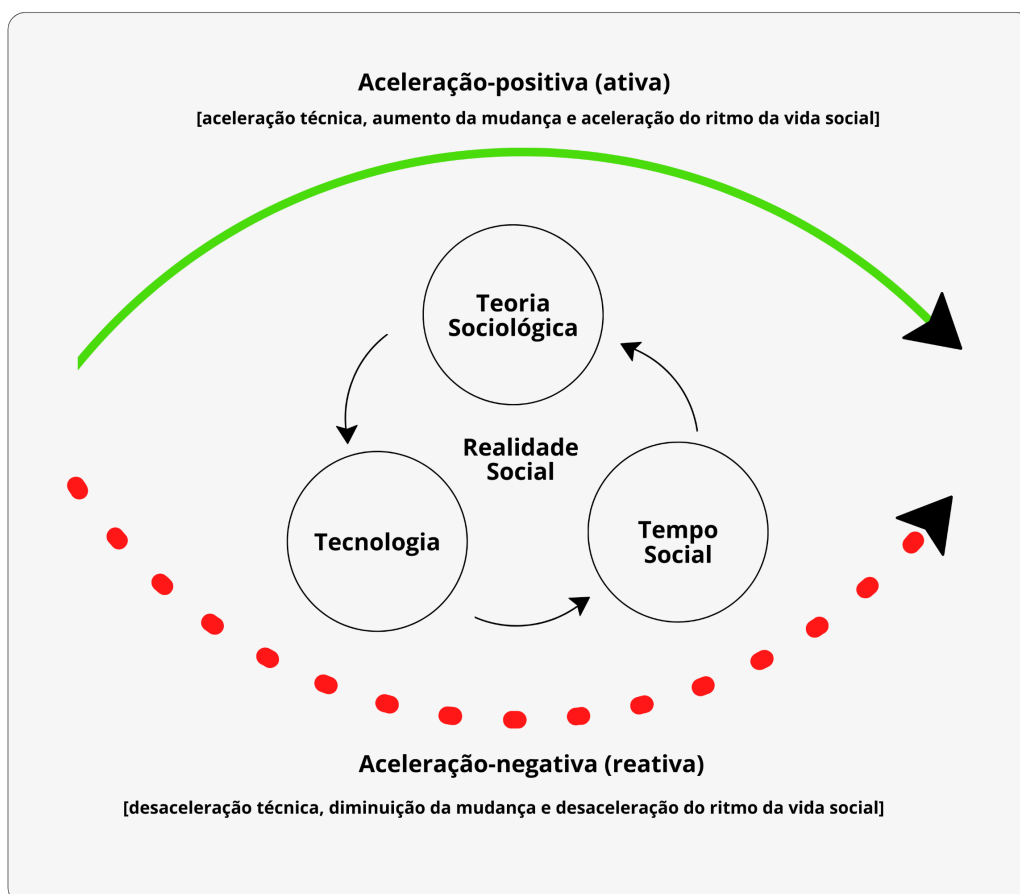 Aceleração-positiva (ativa)
[aceleração técnica, aumento da mudança e aceleração do ritmo da vida social]
Teoria
Sociológica
Realidade
Social
Tecnologia
Tempo
Social
Aceleração-negativa (reativa)
[desaceleração técnica, diminuição da mudança e desaceleração do ritmo da vida social]